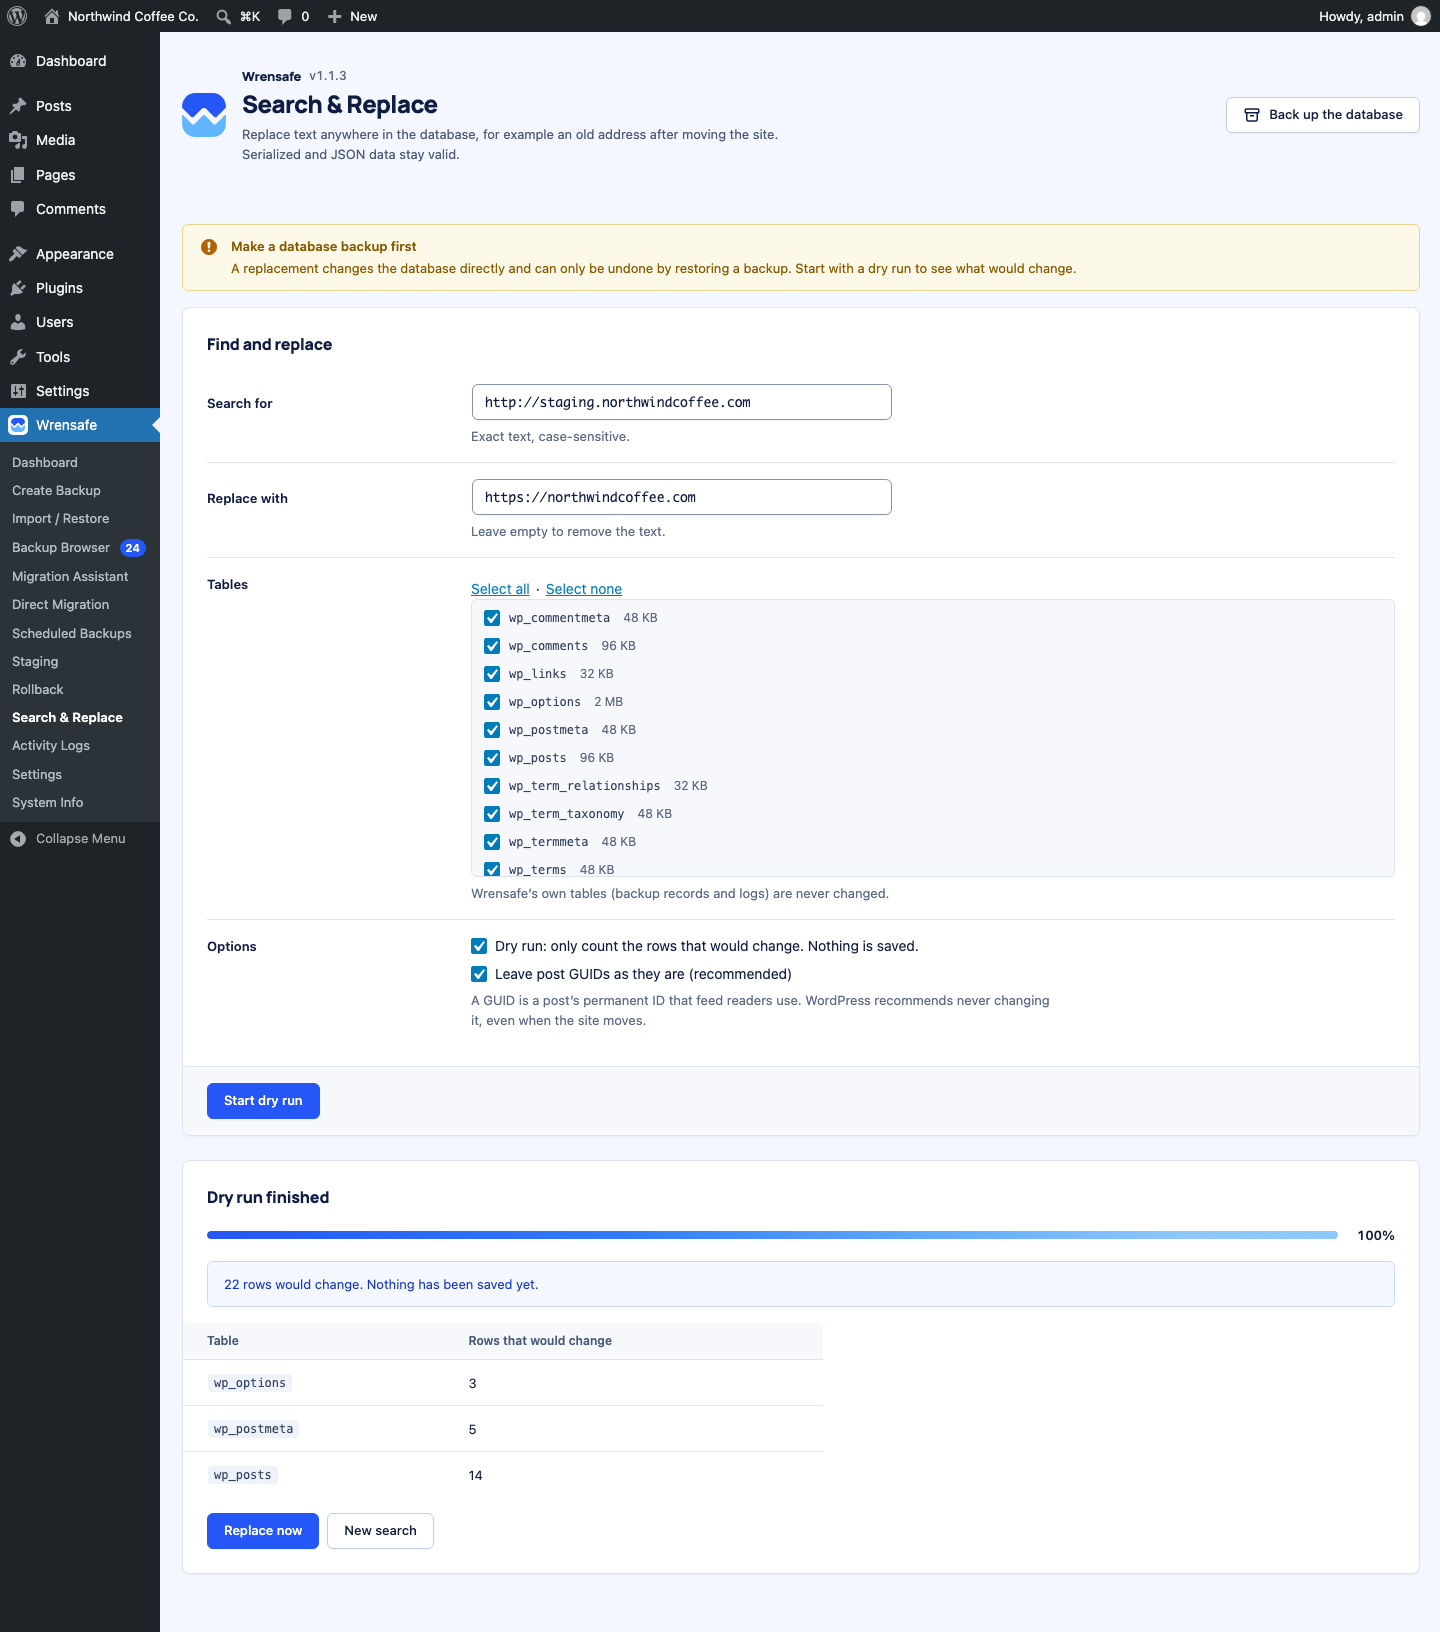 Northwind Coffee Co.
⌘K
0
New
Howdy, admin
Dashboard
Posts
Media
Pages
Comments
Appearance
Plugins
Users
Tools
Settings
Wrensafe
Dashboard
Create Backup
Import / Restore
Backup Browser 24
Migration Assistant
Direct Migration
Scheduled Backups
Staging
Rollback
Search & Replace
Activity Logs
Settings
System Info
Collapse Menu
Wrensafe v1.1.3
Search & Replace
Replace text anywhere in the database, for example an old address after moving the site.
Serialized and JSON data stay valid.
Back up the database
Make a database backup first
A replacement changes the database directly and can only be undone by restoring a backup. Start with a dry run to see what would change.
Find and replace
Search for
http://staging.northwindcoffee.com
Exact text, case-sensitive.
Replace with
https://northwindcoffee.com
Leave empty to remove the text.
Tables
Select all · Select none
wp_commentmeta 48 KB
wp_comments 96 KB
wp_links 32 KB
wp_options 2 MB
wp_postmeta 48 KB
wp_posts 96 KB
wp_term_relationships 32 KB
wp_term_taxonomy 48 KB
wp_termmeta 48 KB
wp_terms 48 KB
Wrensafe’s own tables (backup records and logs) are never changed.
Options
Dry run: only count the rows that would change. Nothing is saved.
Leave post GUIDs as they are (recommended)
A GUID is a post’s permanent ID that feed readers use. WordPress recommends never changing
it, even when the site moves.
Start dry run
Dry run finished
100%
22 rows would change. Nothing has been saved yet.
Table Rows that would change
wp_options 3
wp_postmeta 5
wp_posts 14
Replace now
New search